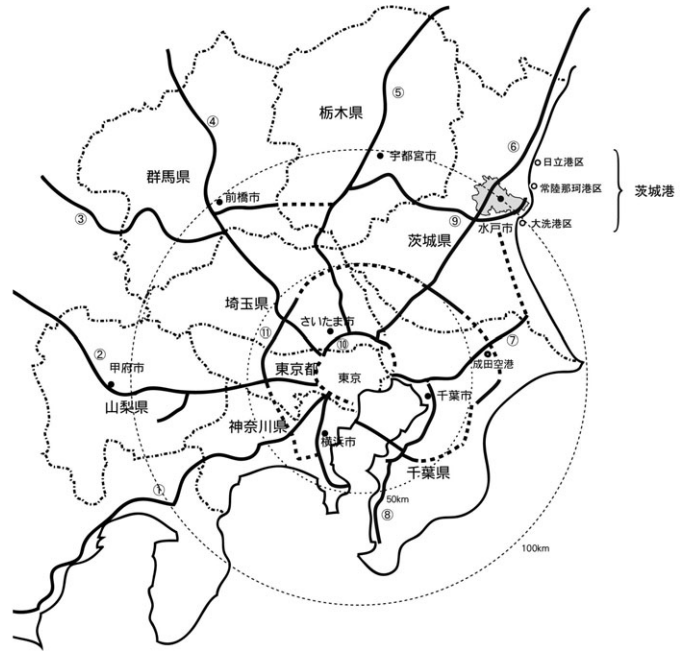 ⑤
④
栃木県
⑥
宇都宮市
日立港区
群馬県
前橋市
常陸那珂港区
茨城港
③
⑨
大洗港区
茨城県
水戸市
埼玉県
さいたま市
⑪
⑩
⑦
②
甲府市
東京都
東京
成田空港
山梨県
千葉市
神奈川県
横浜市
千葉県
①
50km
⑧
100km